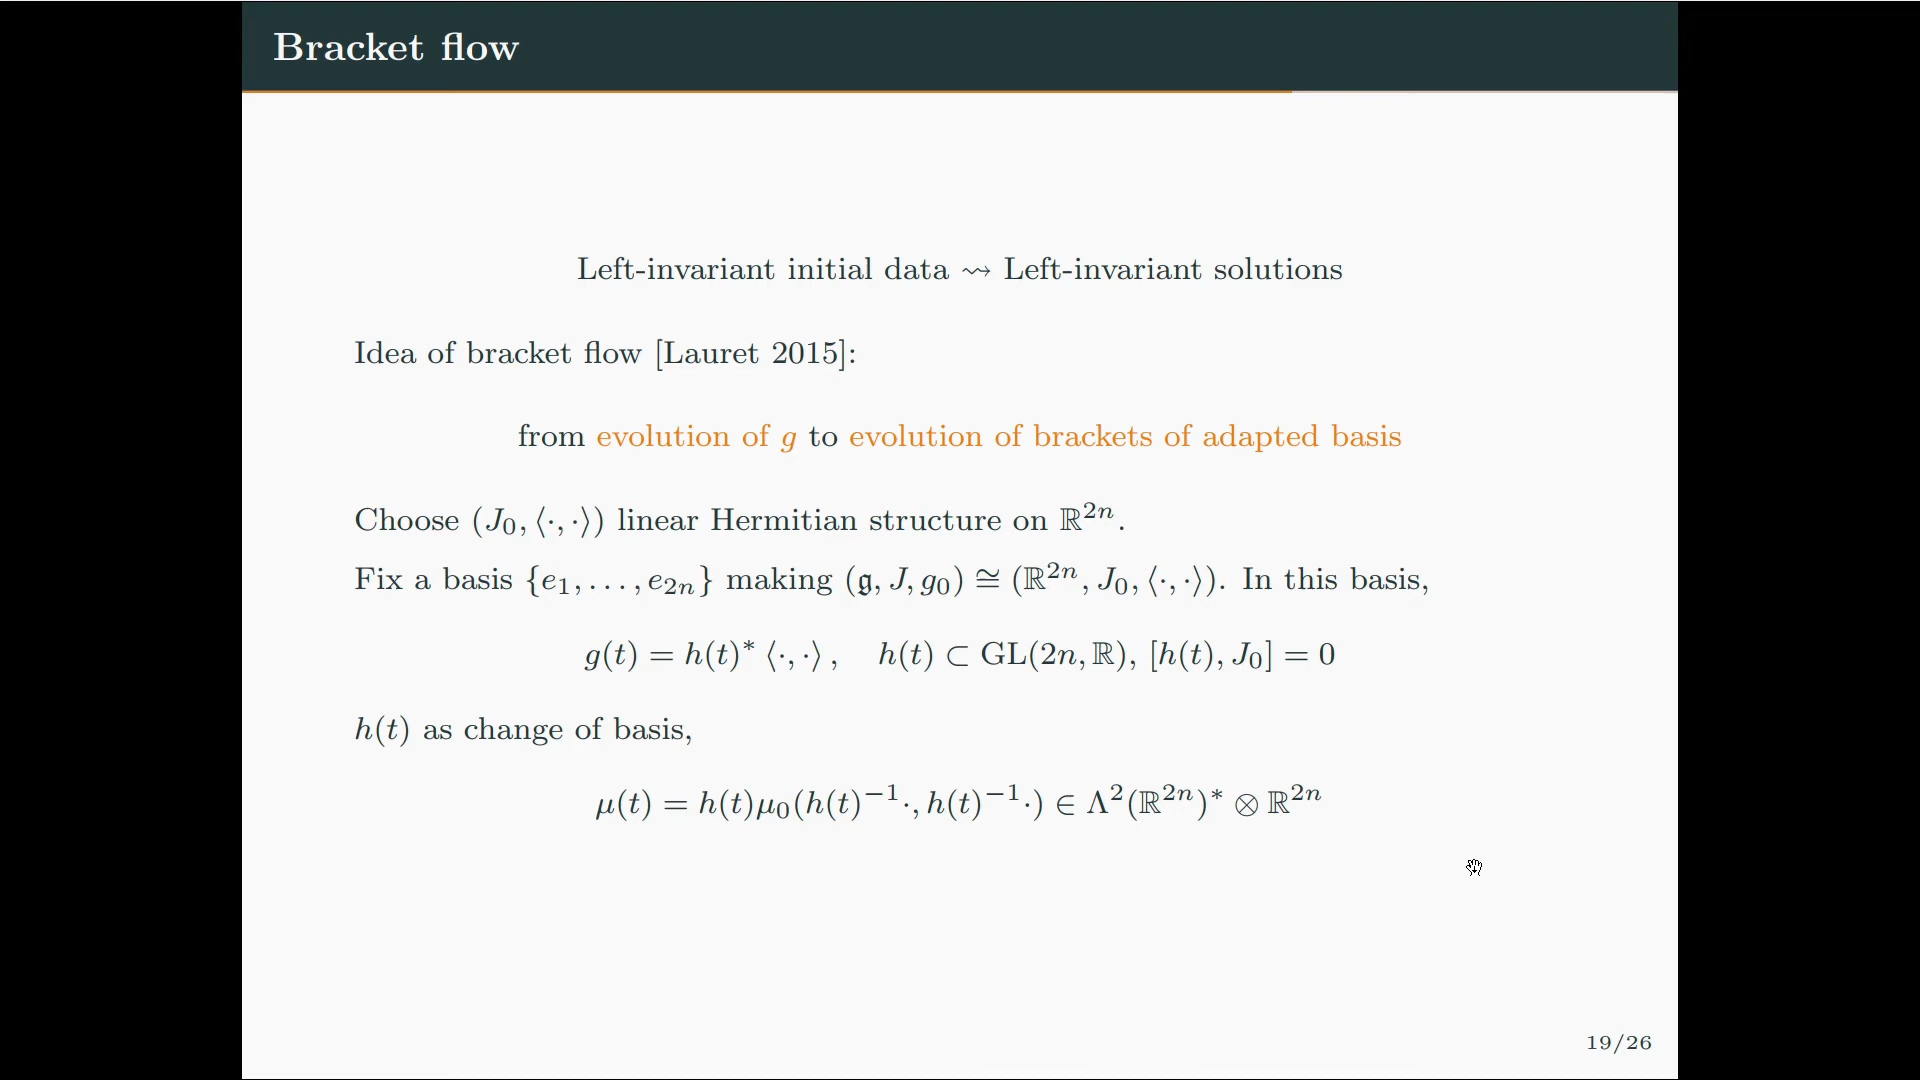 Bracket flow
Left-invariant initial data ⇝ Left-invariant solutions
Idea of bracket flow [Lauret 2015]:
from evolution of g to evolution of brackets of adapted basis
Choose (J₀, ⟨·, ·⟩) linear Hermitian structure on ℝ²ⁿ.
Fix a basis {e₁, . . . , e₂ₙ} making (𝔤, J, g₀) ≅ (ℝ²ⁿ, J₀, ⟨·, ·⟩). In this basis,
g(t) = h(t)* ⟨·, ·⟩ , h(t) ⊂ GL(2n, ℝ), [h(t), J₀] = 0
h(t) as change of basis,
μ(t) = h(t)μ₀(h(t)⁻¹·, h(t)⁻¹·) ∈ Λ²(ℝ²ⁿ)* ⊗ ℝ²ⁿ
19/26